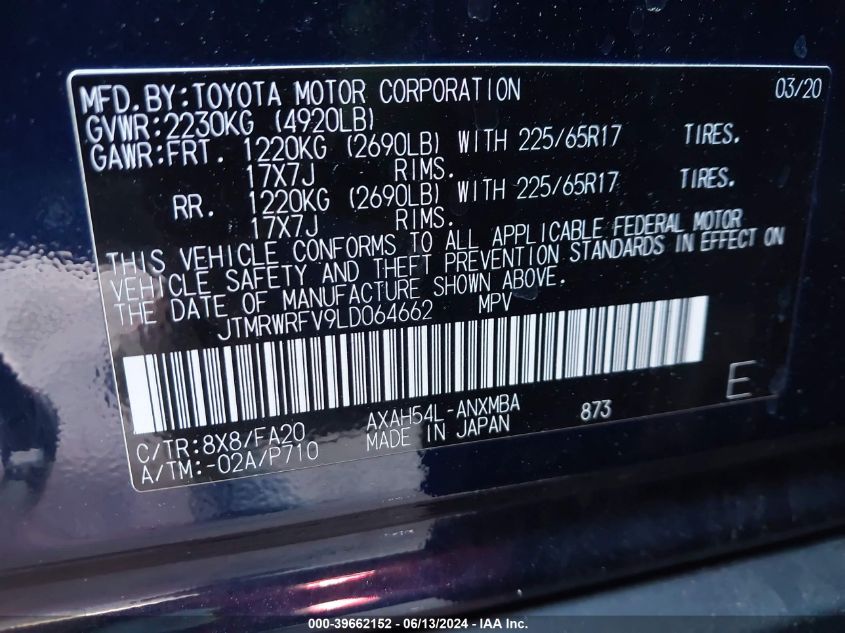 MFD.BY:TOYOTA MOTOR CORPORATION 03/20
GVWR:2230KG (4920LB)
GAWR:FRT. 1220KG (2690LB) WITH 225/65R17 TIRES.
17X7J RIMS.
RR. 1220KG (2690LB) WITH 225/65R17 TIRES.
17X7J RIMS.
THIS VEHICLE CONFORMS TO ALL APPLICABLE FEDERAL MOTOR
VEHICLE SAFETY AND THEFT PREVENTION STANDARDS IN EFFECT ON
THE DATE OF MANUFACTURE SHOWN ABOVE.
JTMRWRFV9LD064662 MPV
E
C/TR:8X8/FA20 AXAH54L-ANXMBA 873
A/TM:-02A/P710 MADE IN JAPAN
000-39662152 - 06/13/2024 - IAA Inc.